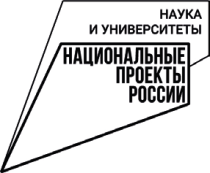 НАУКА
И УНИВЕРСИТЕТЫ
НАЦИОНАЛЬНЫЕ
ПРОЕКТЫ
РОССИИ